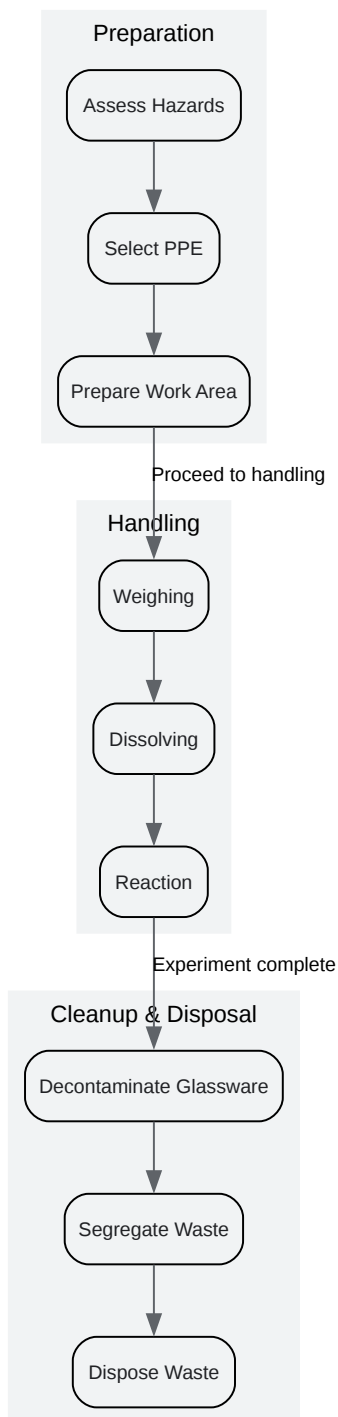 Preparation
Assess Hazards
Select PPE
Prepare Work Area
Proceed to handling
Handling
Weighing
Dissolving
Reaction
Experiment complete
Cleanup & Disposal
Decontaminate Glassware
Segregate Waste
Dispose Waste